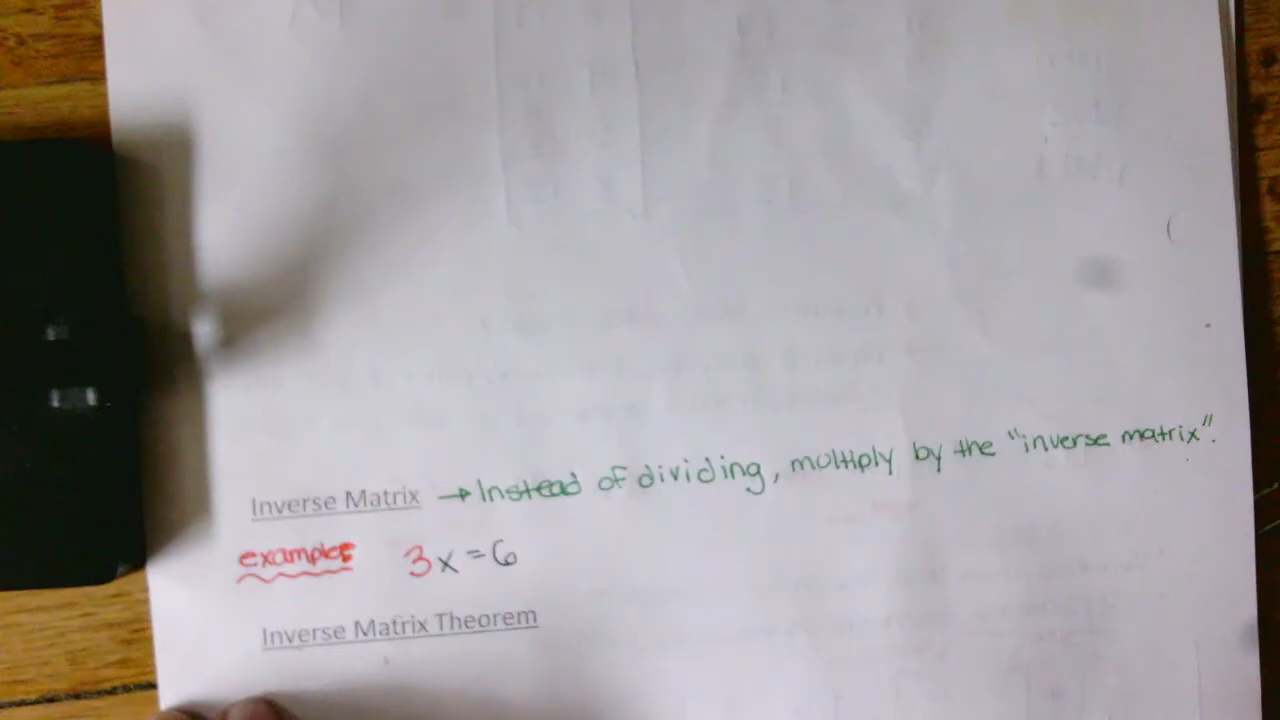 Inverse Matrix → Instead of dividing, multiply by the "inverse matrix".
example: 3x = 6
Inverse Matrix Theorem